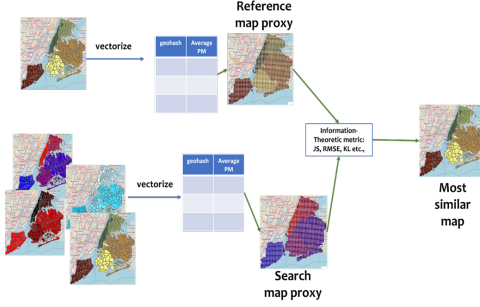 Reference
map proxy
vectorize
geohash Average
PM
Information-
Theoretic metric:
JS, RMSE, KL etc.,
Most
similar
map
vectorize
geohash Average
PM
Search
map proxy